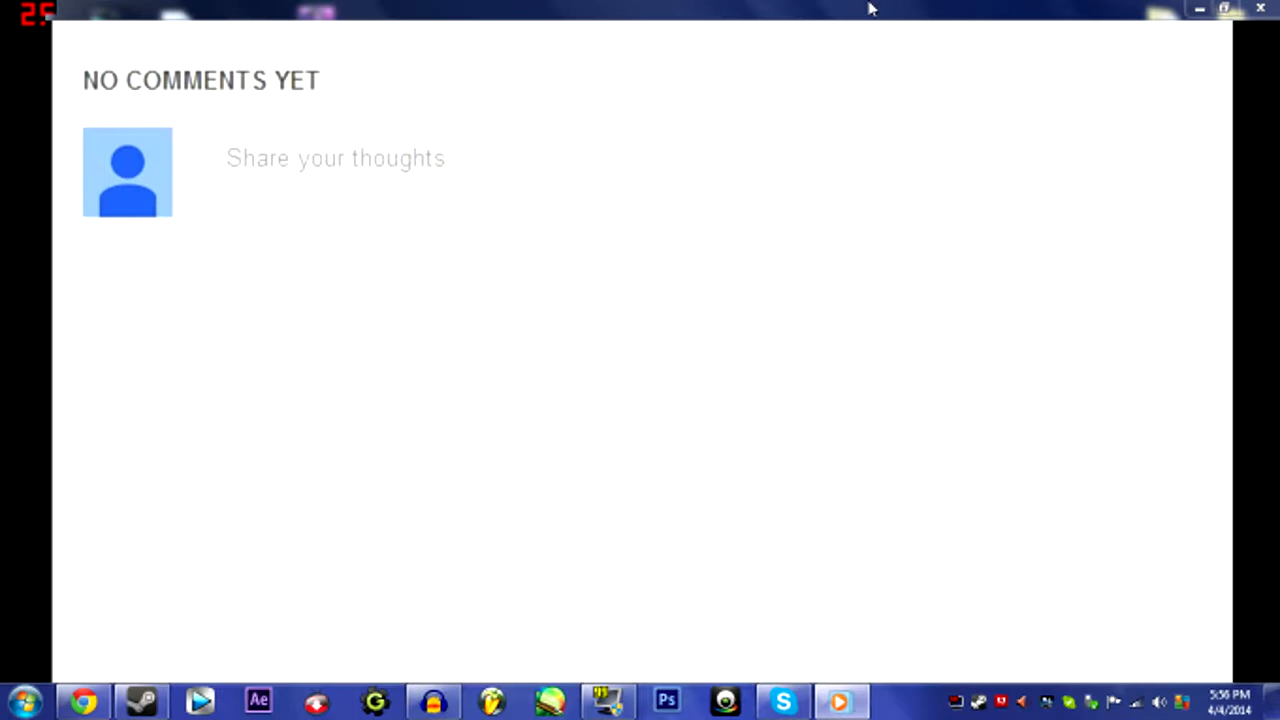 25
NO COMMENTS YET
Share your thoughts
Ae
Ps
5:56 PM
4/4/2014